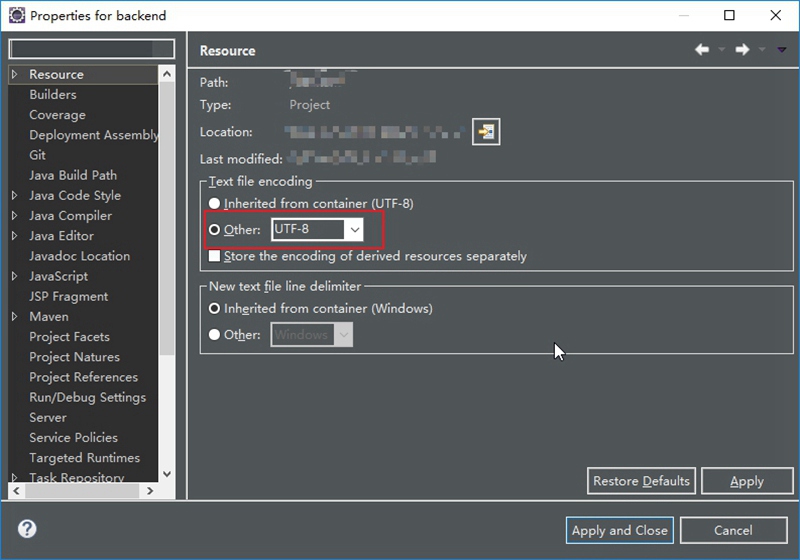 Properties for backend
Resource
Builders
Coverage
Deployment Assembly
Git
Java Build Path
Java Code Style
Java Compiler
Java Editor
Javadoc Location
JavaScript
JSP Fragment
Maven
Project Facets
Project Natures
Project References
Run/Debug Settings
Server
Service Policies
Targeted Runtimes
Task Repository
Resource
Path:
Type: Project
Location:
Last modified:
Text file encoding
Inherited from container (UTF-8)
Other: UTF-8
Store the encoding of derived resources separately
New text file line delimiter
Inherited from container (Windows)
Other: Windows
Restore Defaults Apply
Apply and Close Cancel